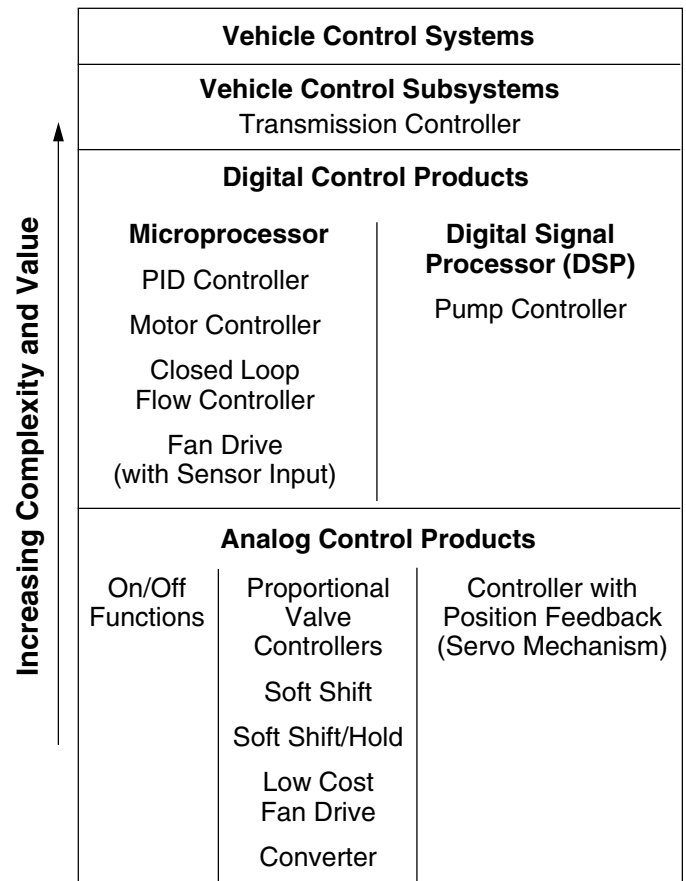 Vehicle Control Systems
Vehicle Control Subsystems
Transmission Controller
Digital Control Products
Microprocessor
PID Controller
Motor Controller
Closed Loop
Flow Controller
Fan Drive
(with Sensor Input)
Digital Signal
Processor (DSP)
Pump Controller
Analog Control Products
On/Off
Functions
Proportional
Valve
Controllers
Soft Shift
Soft Shift/Hold
Low Cost
Fan Drive
Converter
Controller with
Position Feedback
(Servo Mechanism)
Increasing Complexity and Value